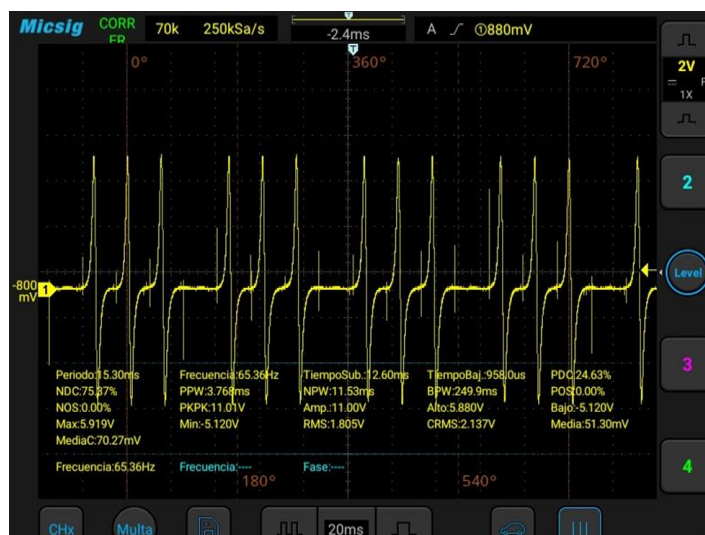 Micsig CORR 70k 250kSa/s -2.4ms A ①880mV
ER
T
T
0° 360° 720°
2V
1X
2
Level
-800 1
mV
3
Periodo:15.30ms Frecuencia:65.36Hz TiempoSub.:12.60ms TiempoBaj.:958.0us PDC:24.63%
NDC:75.37% PPW:3.768ms NPW:11.53ms BPW:249.9ms POS:0.00%
NOS:0.00% PKPK:11.01V Amp.:11.00V Alto:5.880V Bajo:-5.120V
Max:5.919V Min:-5.120V RMS:1.805V CRMS:2.137V Media:51.30mV
MediaC:70.27mV
Frecuencia:65.36Hz Frecuencia:---- Fase:----
4
180° 540°
CHx Multa 20ms